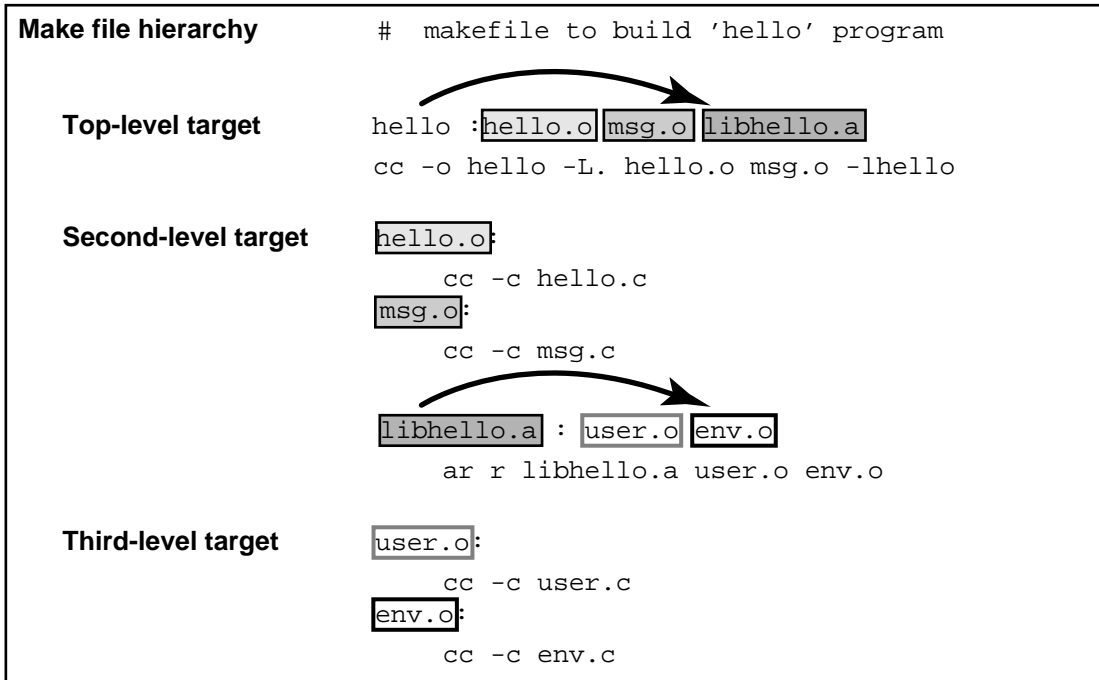 Make file hierarchy # makefile to build ’hello’ program
Top-level target hello :hello.o msg.o libhello.a
cc -o hello -L. hello.o msg.o -lhello
Second-level target hello.o:
cc -c hello.c
msg.o:
cc -c msg.c
libhello.a : user.o env.o
ar r libhello.a user.o env.o
Third-level target user.o:
cc -c user.c
env.o:
cc -c env.c